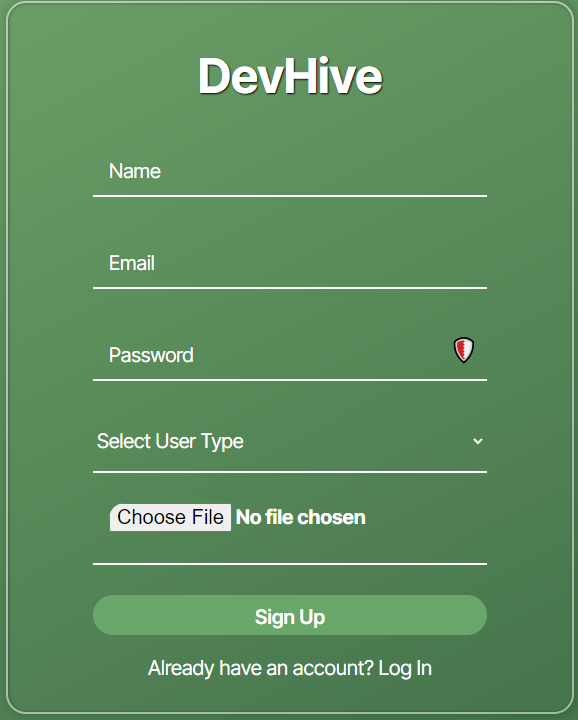 DevHive
Name
Email
Password
Select User Type
Choose File No file chosen
Sign Up
Already have an account? Log In